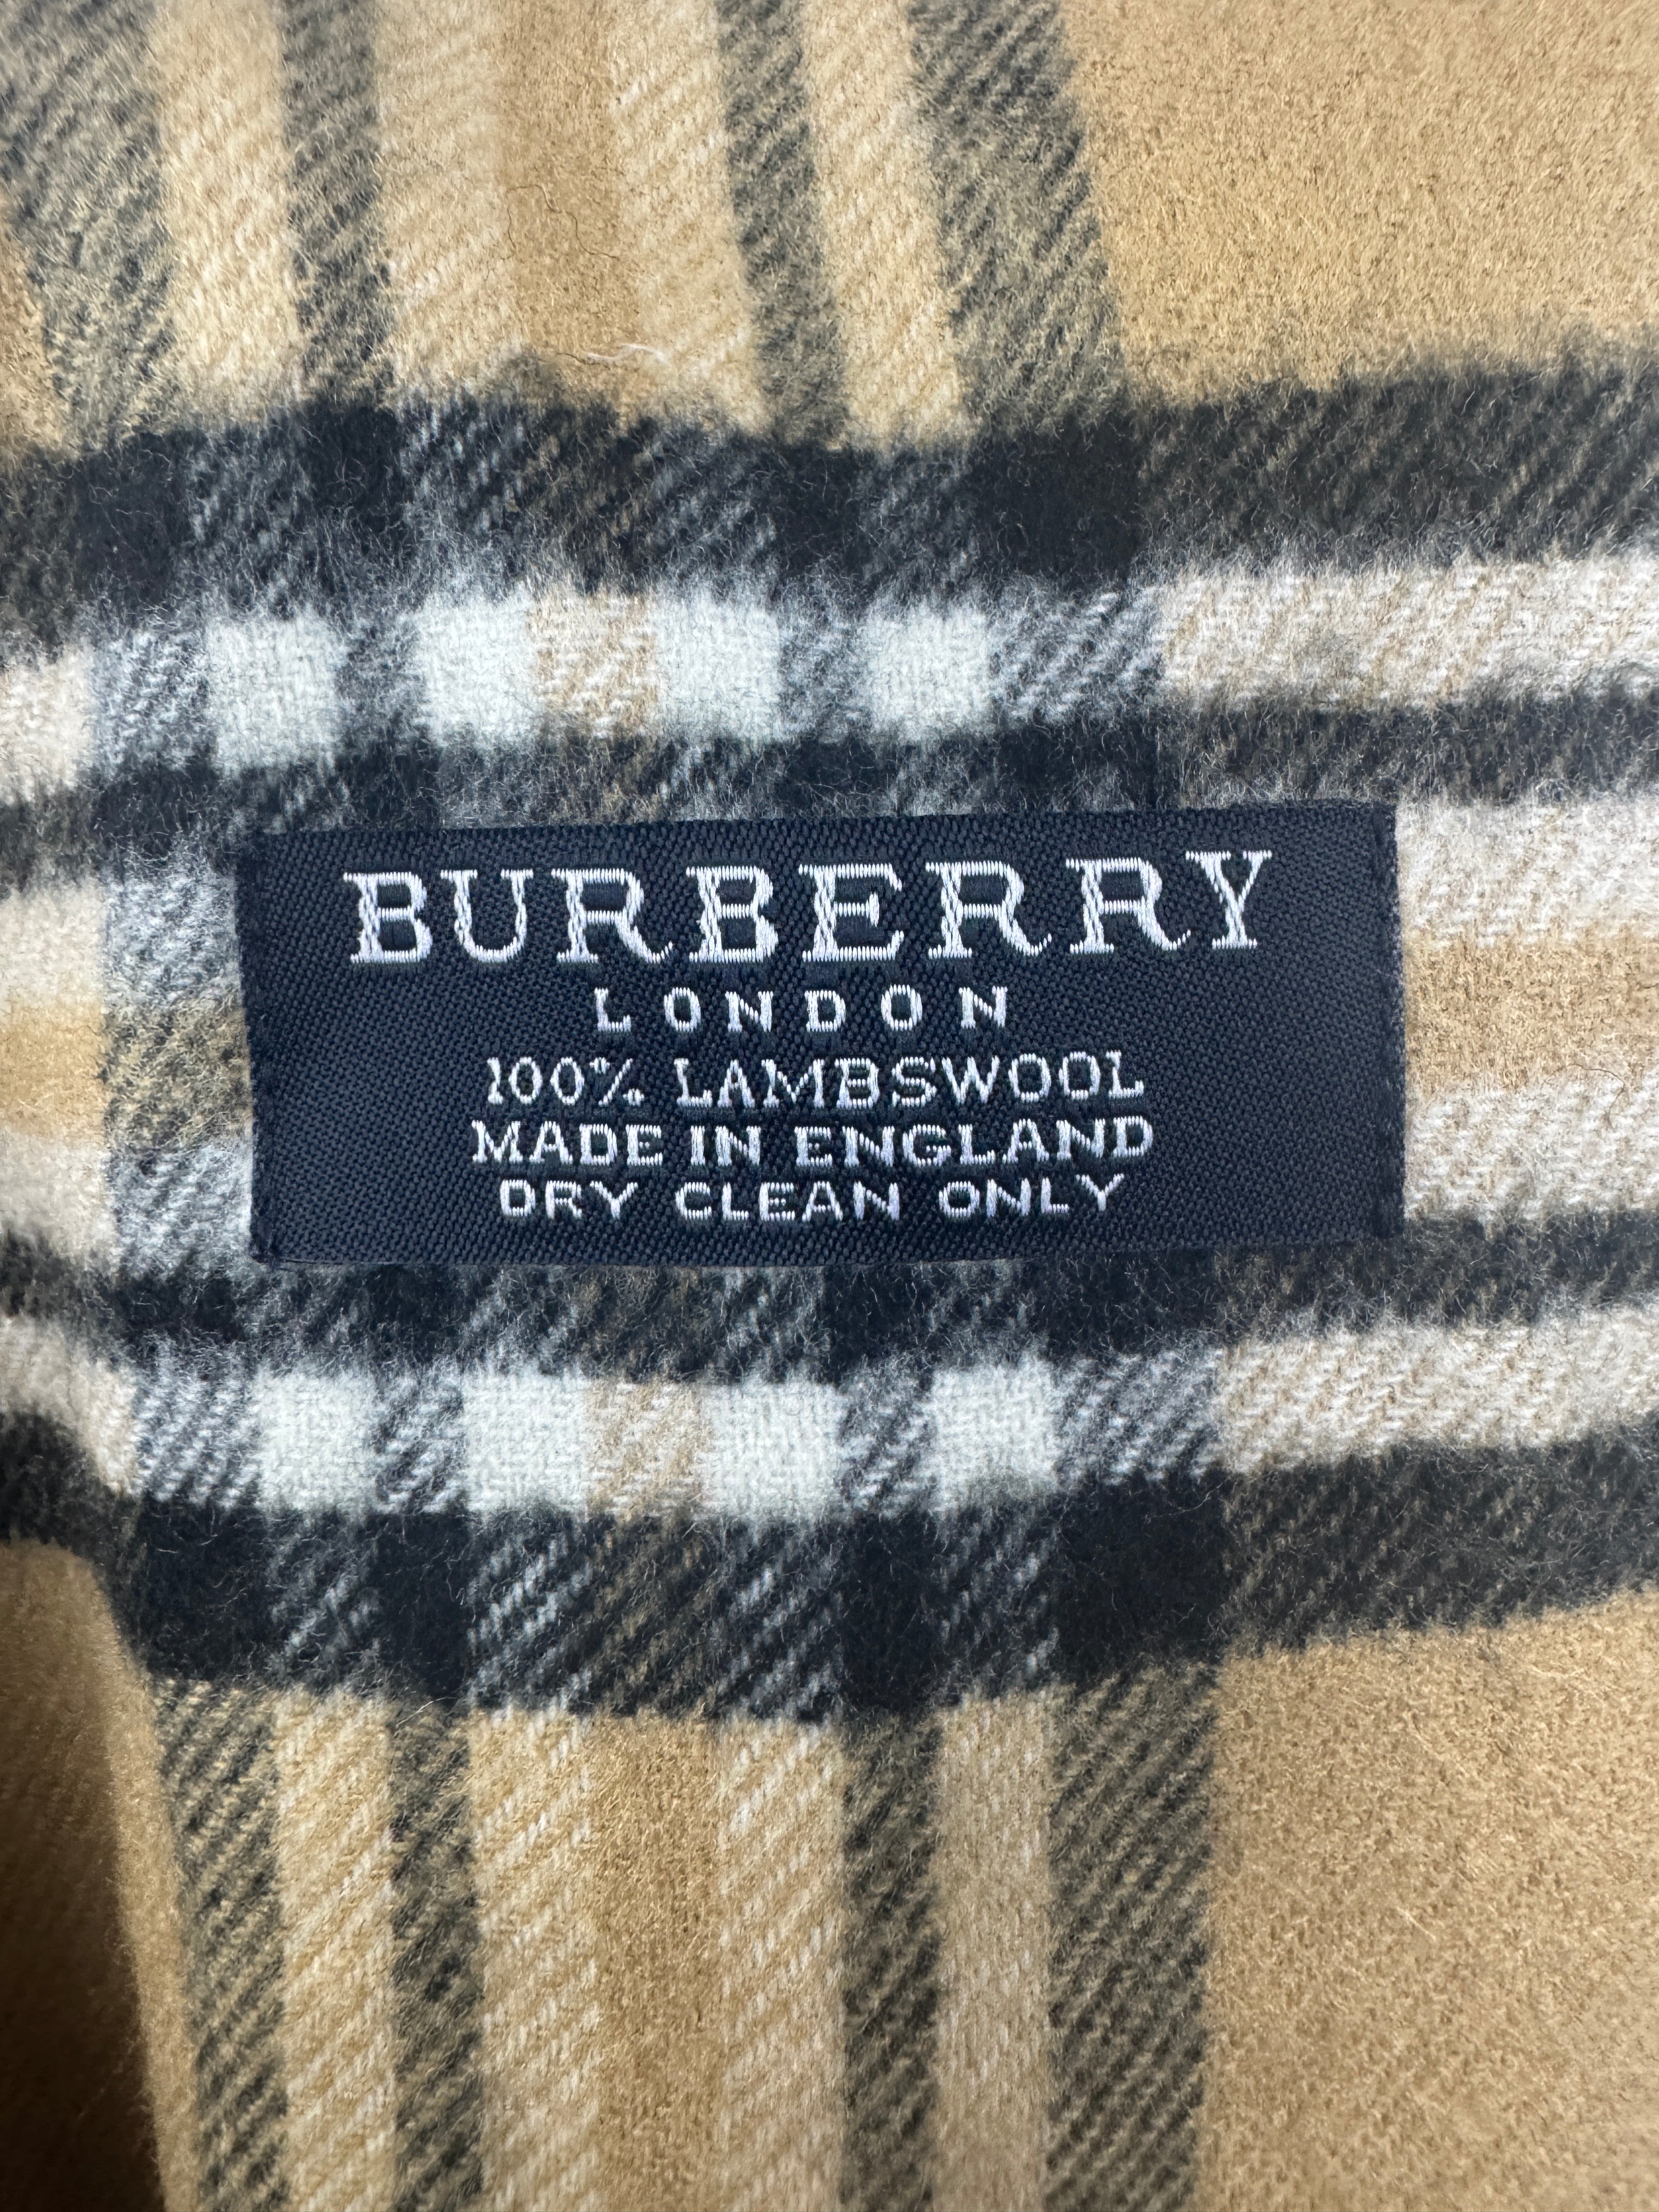 BURBERRY
LONDON
100% LAMBSWOOL
MADE IN ENGLAND
DRY CLEAN ONLY